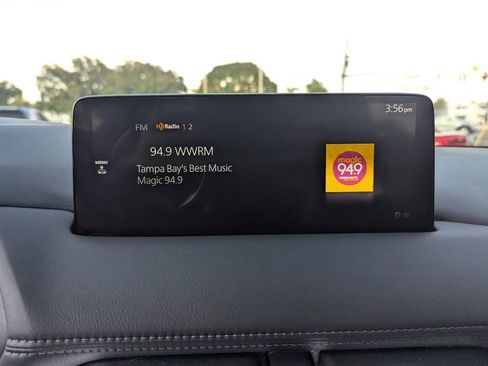 3:56pm
FM HD Radio 1 2
94.9 WWRM
MENU
Tampa Bay's Best Music
Magic 94.9
magic
94.9